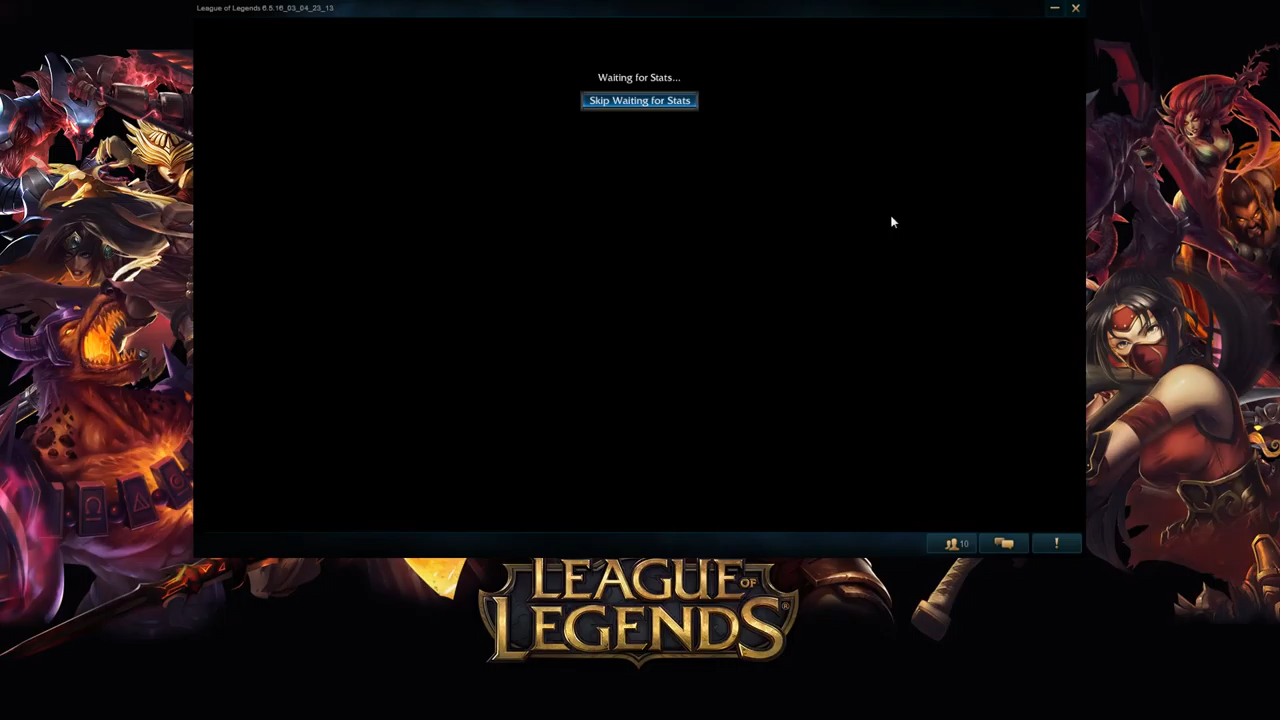 League of Legends 6.5.16_03_04_23_13
Waiting for Stats...
Skip Waiting for Stats
10
!
LEAGUE OF
LEGENDS®